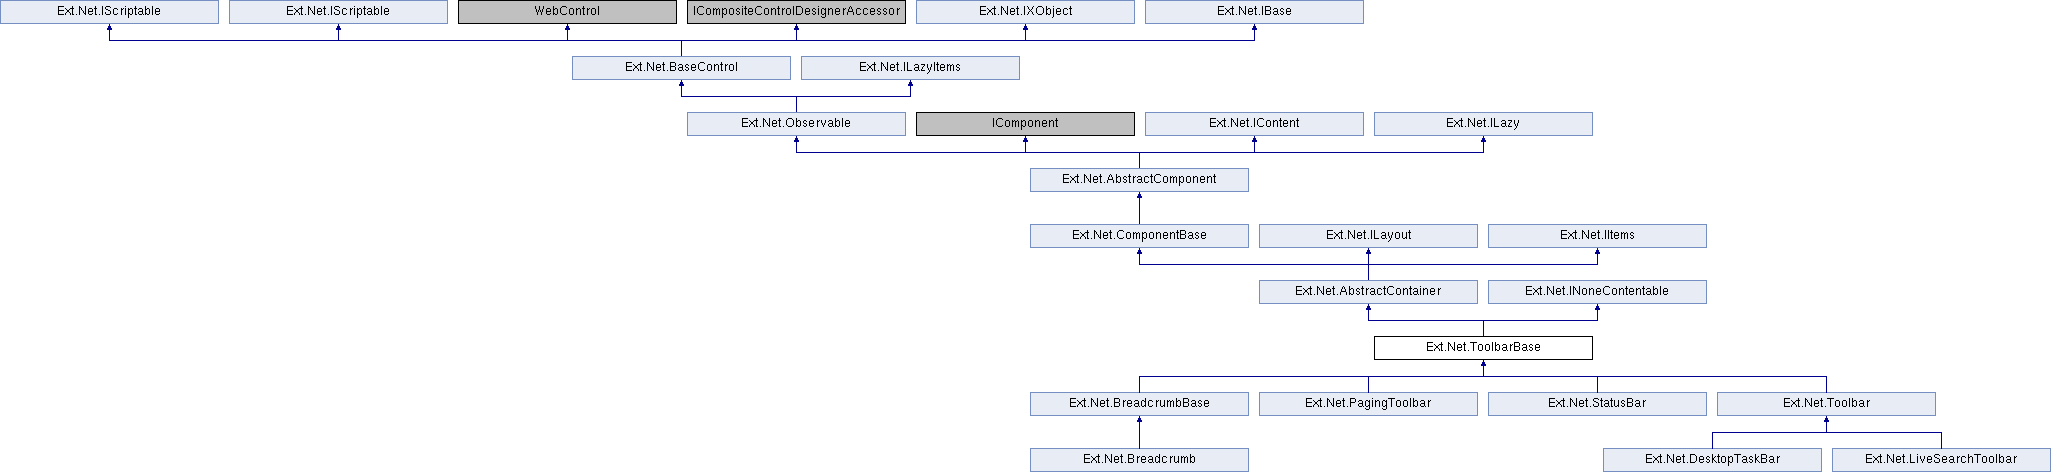 Ext.Net.IScriptable
Ext.Net.IScriptable
WebControl
ICompositeControlDesignerAccessor
Ext.Net.IXObject
Ext.Net.IBase
Ext.Net.BaseControl
Ext.Net.ILazyItems
Ext.Net.Observable
IComponent
Ext.Net.IContent
Ext.Net.ILazy
Ext.Net.AbstractComponent
Ext.Net.ComponentBase
Ext.Net.ILayout
Ext.Net.IItems
Ext.Net.AbstractContainer
Ext.Net.INoneContentable
Ext.Net.ToolbarBase
Ext.Net.BreadcrumbBase
Ext.Net.PagingToolbar
Ext.Net.StatusBar
Ext.Net.Toolbar
Ext.Net.Breadcrumb
Ext.Net.DesktopTaskBar
Ext.Net.LiveSearchToolbar